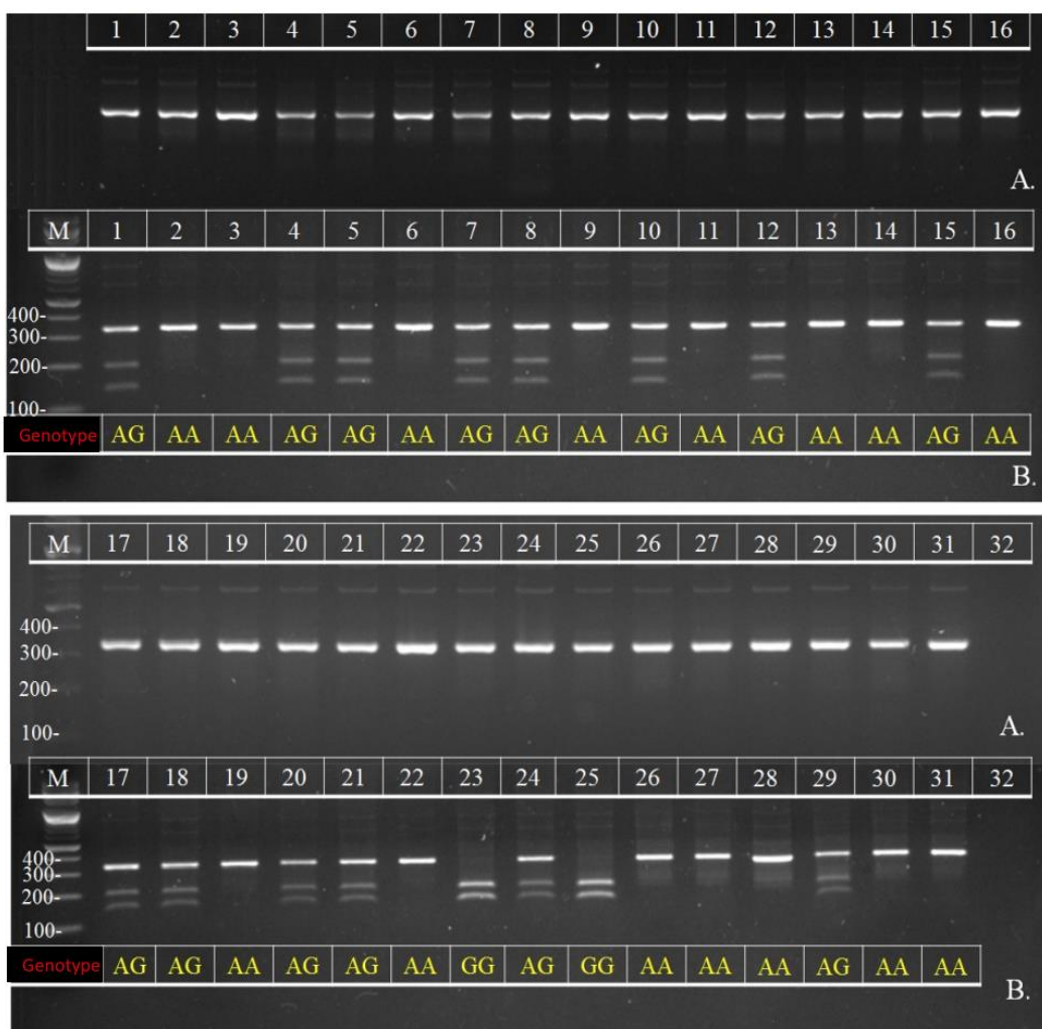 1 2 3 4 5 6 7 8 9 10 11 12 13 14 15 16
A.
M 1 2 3 4 5 6 7 8 9 10 11 12 13 14 15 16
400-
300-
200-
100-
Genotype AG AA AA AG AG AA AG AG AA AG AA AG AA AA AG AA
B.
M 17 18 19 20 21 22 23 24 25 26 27 28 29 30 31 32
400-
300-
200-
100-
A.
M 17 18 19 20 21 22 23 24 25 26 27 28 29 30 31 32
400-
300-
200-
100-
Genotype AG AG AA AG AG AA GG AG GG AA AA AA AG AA AA
B.